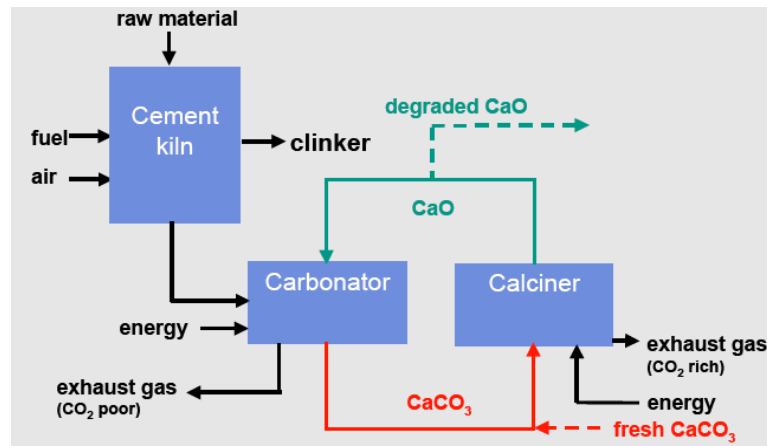 raw material
Cement
kiln
fuel
air
clinker
degraded CaO
CaO
Carbonator
Calciner
energy
exhaust gas
(CO₂ poor)
CaCO₃
exhaust gas
(CO₂ rich)
energy
fresh CaCO₃